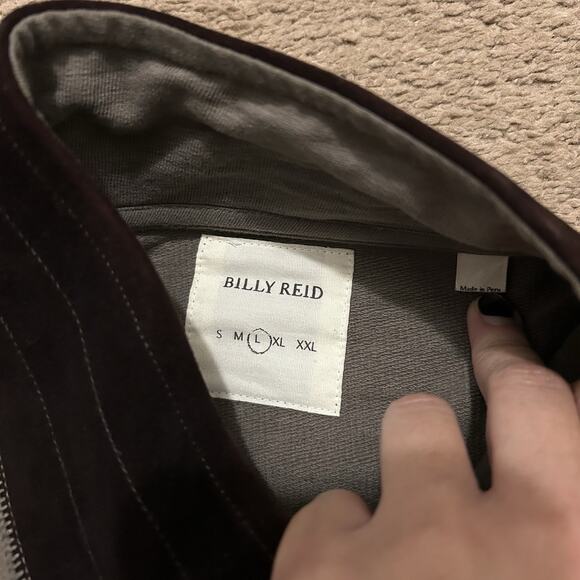 BILLY REID
S M L XL XXL
Made in Peru